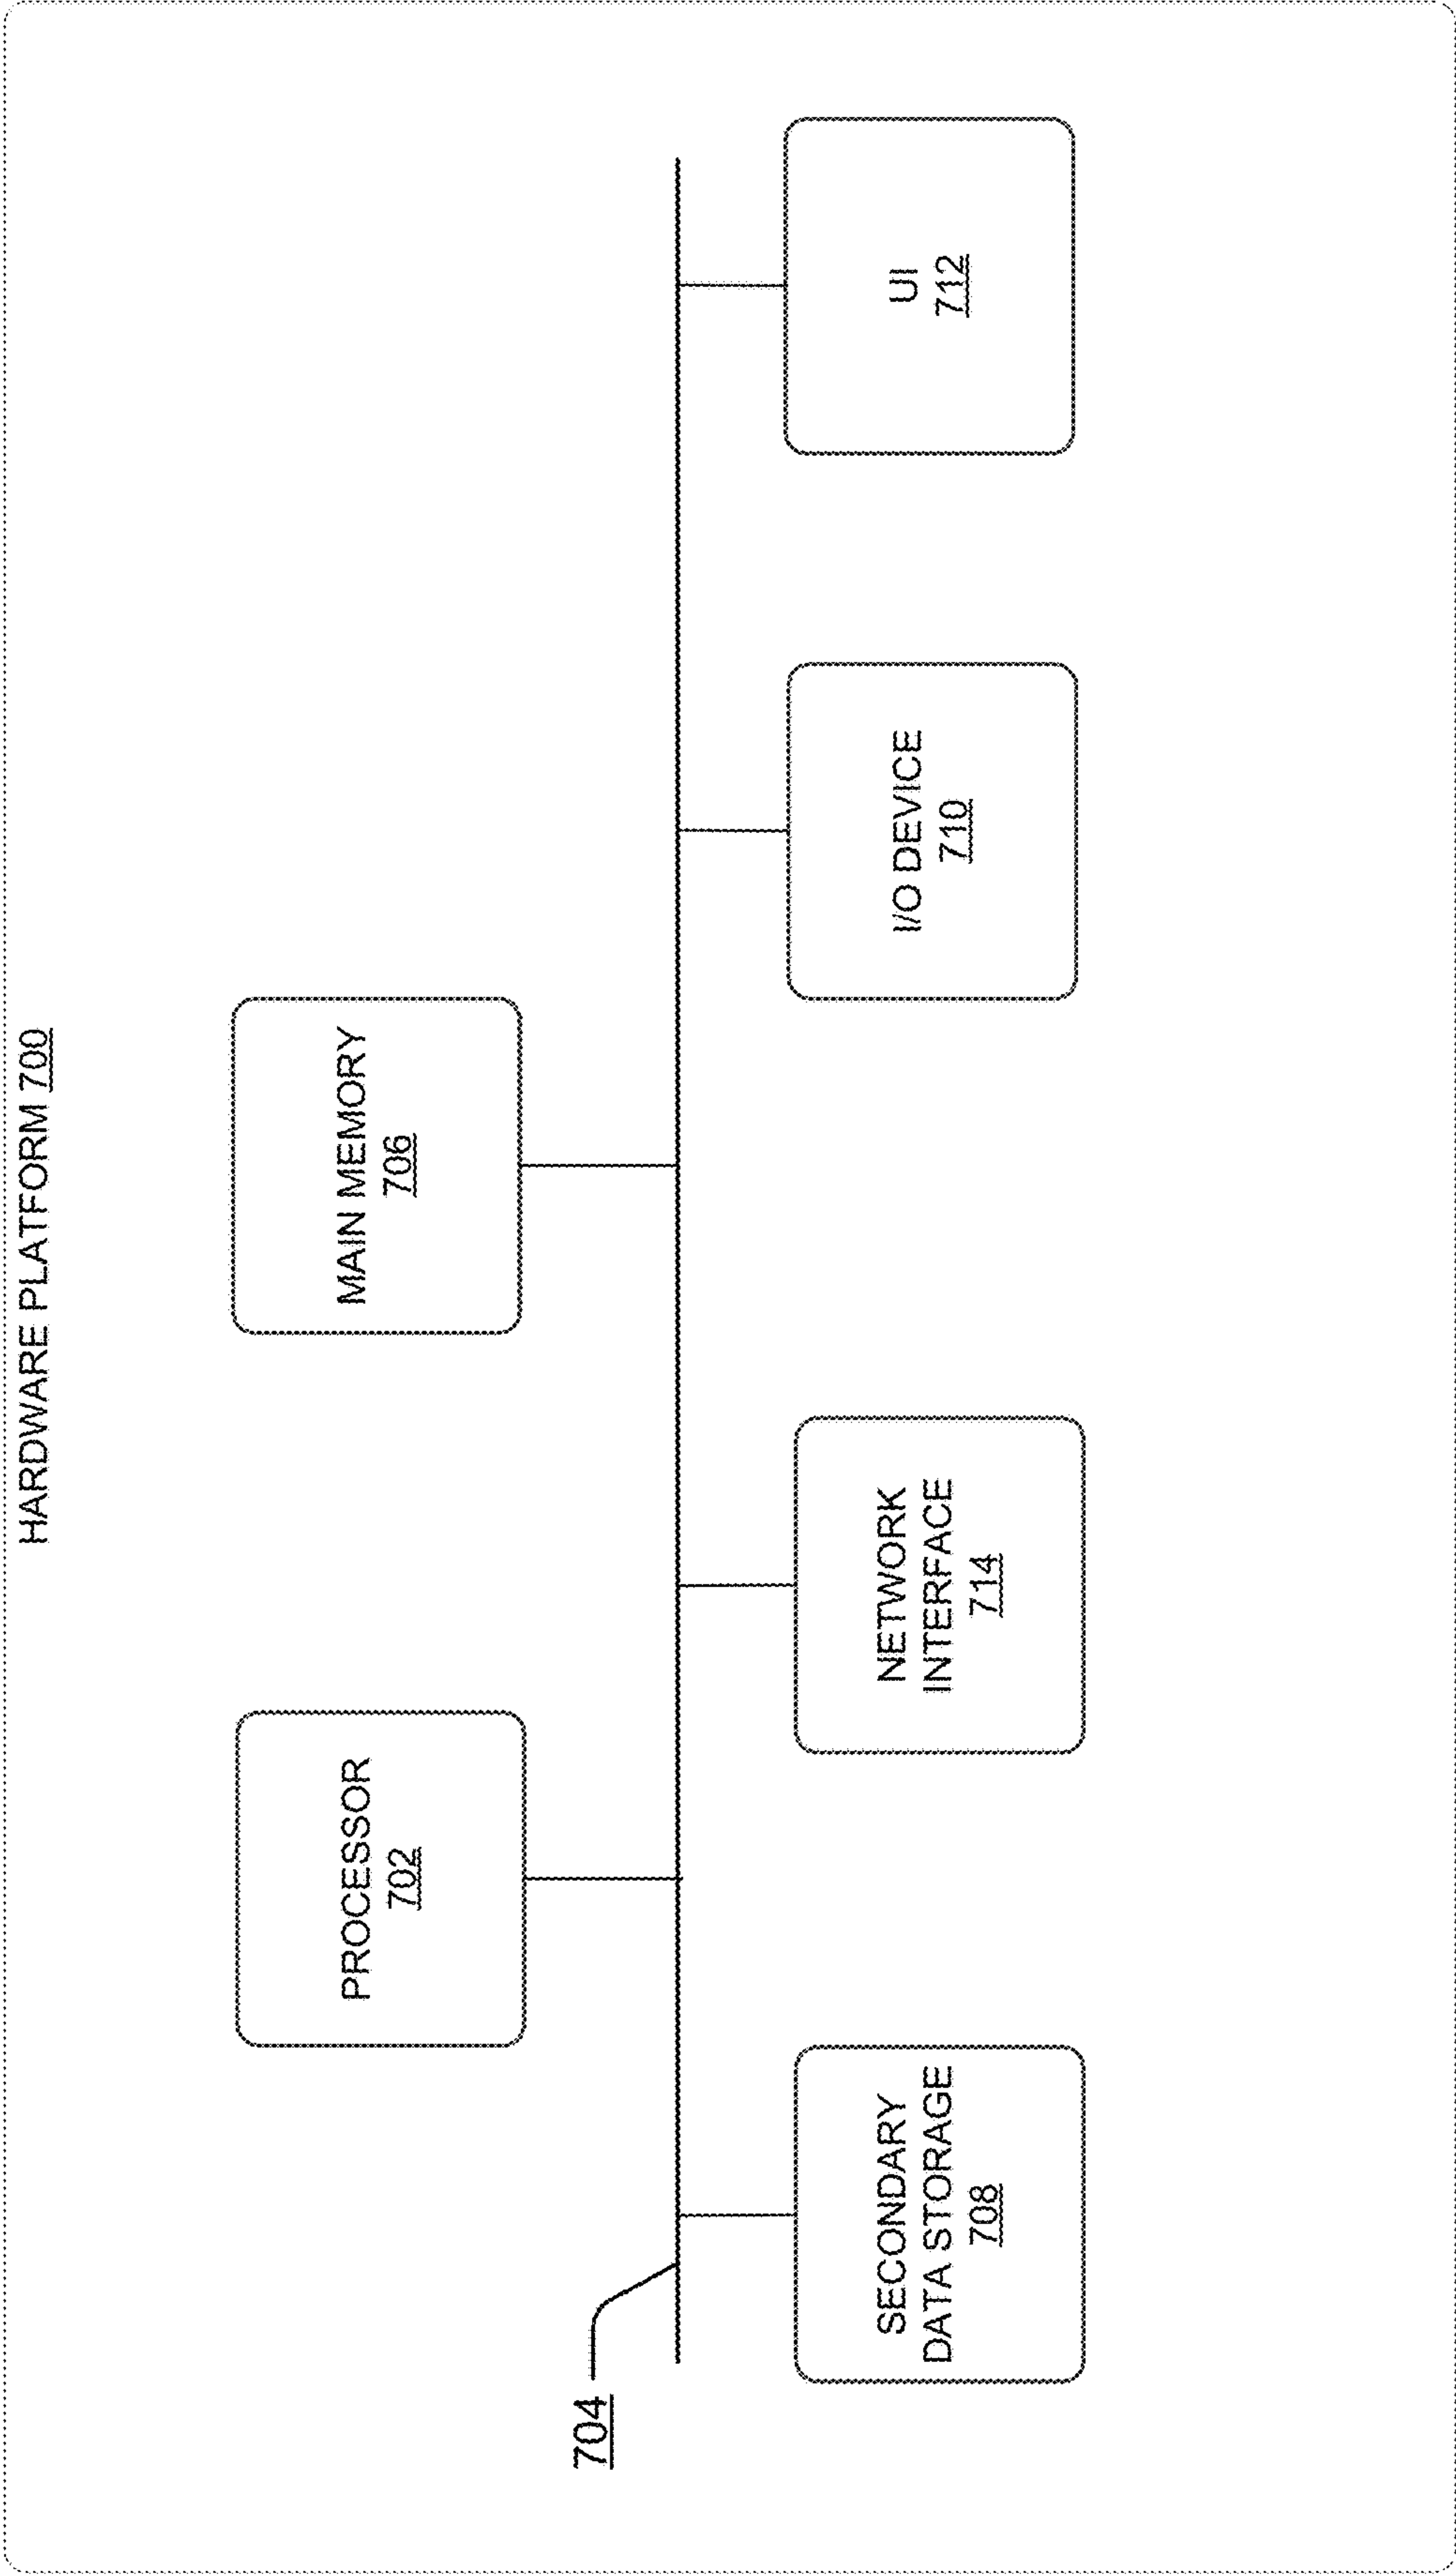 HARDWARE PLATFORM 700
PROCESSOR
702
MAIN MEMORY
706
704
SECONDARY
DATA STORAGE
708
NETWORK
INTERFACE
714
I/O DEVICE
710
UI
712